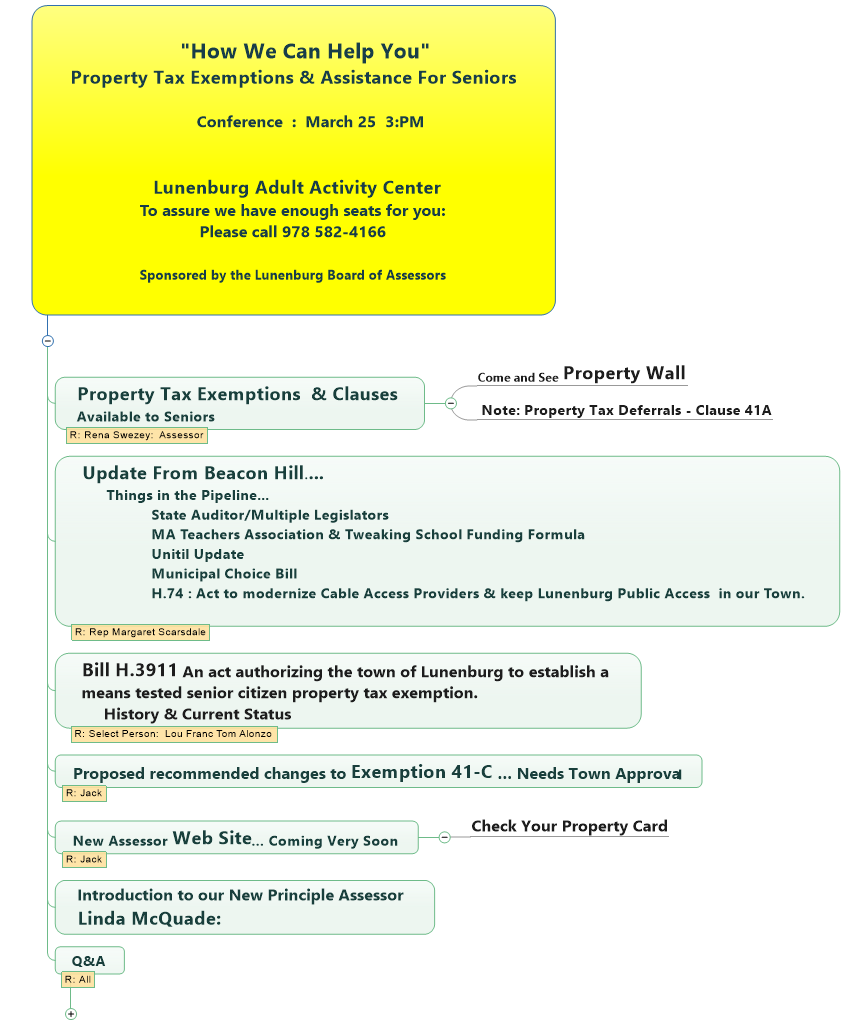 "How We Can Help You"
Property Tax Exemptions & Assistance For Seniors
Conference : March 25 3:PM
Lunenburg Adult Activity Center
To assure we have enough seats for you:
Please call 978 582-4166
Sponsored by the Lunenburg Board of Assessors
Property Tax Exemptions & Clauses
Available to Seniors
R: Rena Swezey: Assessor
Come and See Property Wall
Note: Property Tax Deferrals - Clause 41A
Update From Beacon Hill....
Things in the Pipeline...
State Auditor/Multiple Legislators
MA Teachers Association & Tweaking School Funding Formula
Unitil Update
Municipal Choice Bill
H.74 : Act to modernize Cable Access Providers & keep Lunenburg Public Access in our Town.
R: Rep Margaret Scarsdale
Bill H.3911 An act authorizing the town of Lunenburg to establish a
means tested senior citizen property tax exemption.
History & Current Status
R: Select Person: Lou Franc Tom Alonzo
Proposed recommended changes to Exemption 41-C ... Needs Town Approval
R: Jack
New Assessor Web Site... Coming Very Soon
R: Jack
Check Your Property Card
Introduction to our New Principle Assessor
Linda McQuade:
Q&A
R: All